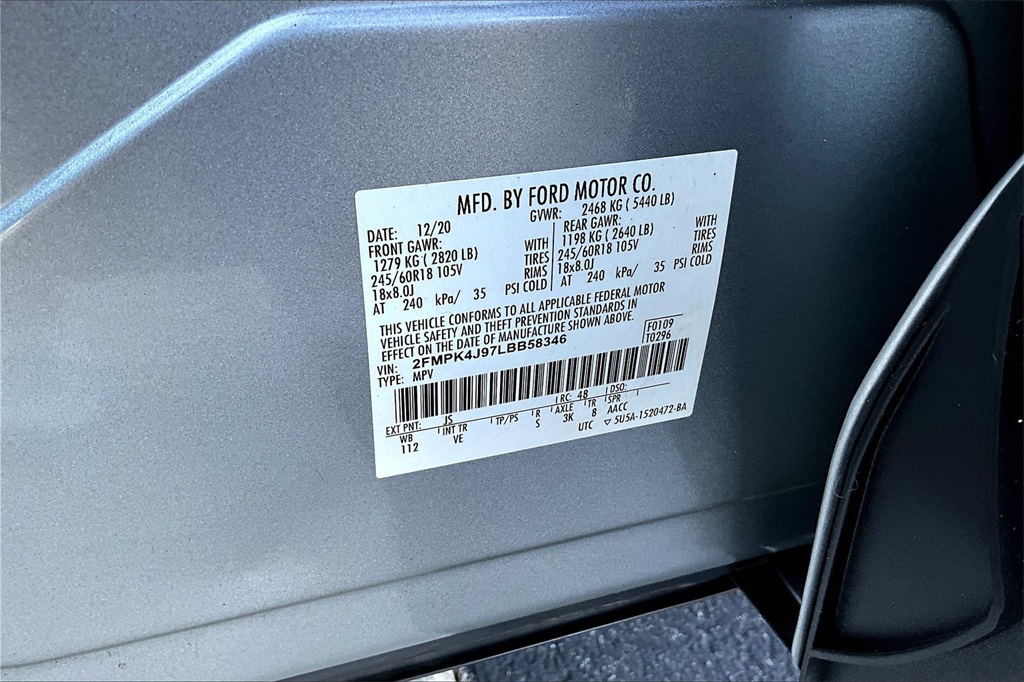 MFD. BY FORD MOTOR CO.
DATE: 12/20 GVWR: 2468 KG ( 5440 LB)
FRONT GAWR: REAR GAWR:
1279 KG ( 2820 LB) WITH 1198 KG ( 2640 LB) WITH
245/60R18 105V TIRES 245/60R18 105V TIRES
18x8.0J RIMS 18x8.0J RIMS
AT 240 kPa/ 35 PSI COLD AT 240 kPa/ 35 PSI COLD
THIS VEHICLE CONFORMS TO ALL APPLICABLE FEDERAL MOTOR
VEHICLE SAFETY AND THEFT PREVENTION STANDARDS IN
EFFECT ON THE DATE OF MANUFACTURE SHOWN ABOVE.
VIN: 2FMPK4J97LBB58346 F0109
TYPE: MPV T0296
EXT PNT: JS RC: 48 DSO:
WB INT TR TP/PS R AXLE TR SPR
112 VE S 3K 8 AACC
UTC ▽ 5U5A-1520472-BA